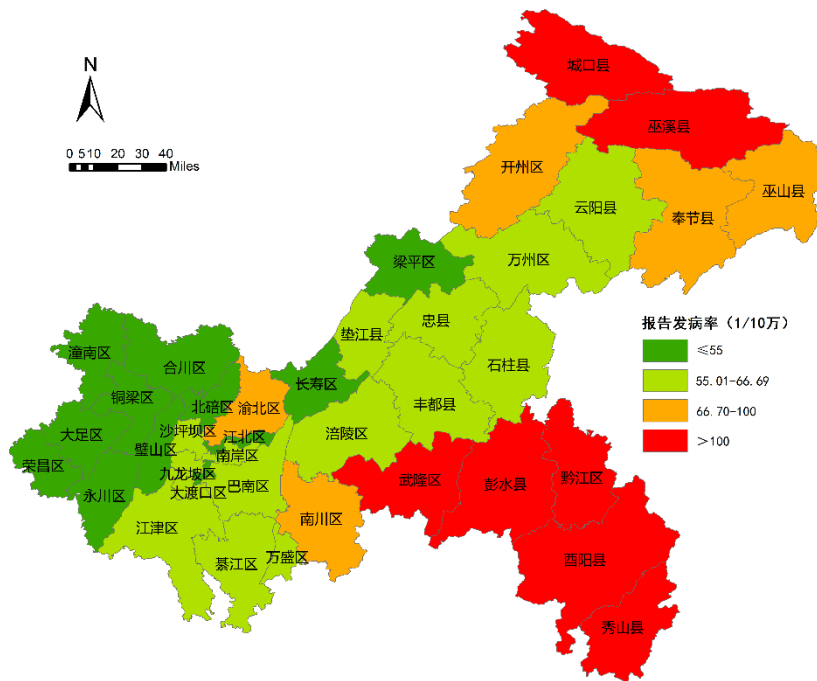 城口县
N
巫溪县
0 510 20 30 40
Miles
开州区
巫山县
云阳县
奉节县
梁平区
万州区
忠县
垫江县
报告发病率（1/10万）
≤55
石柱县
潼南区
合川区
55.01-66.69
长寿区
铜梁区
北碚区
渝北区
丰都县
66.70-100
沙坪坝区
涪陵区
大足区
江北区
＞100
璧山区
南岸区
荣昌区
九龙坡区
黔江区
武隆区
彭水县
巴南区
永川区
大渡口区
南川区
江津区
万盛区
酉阳县
綦江区
秀山县